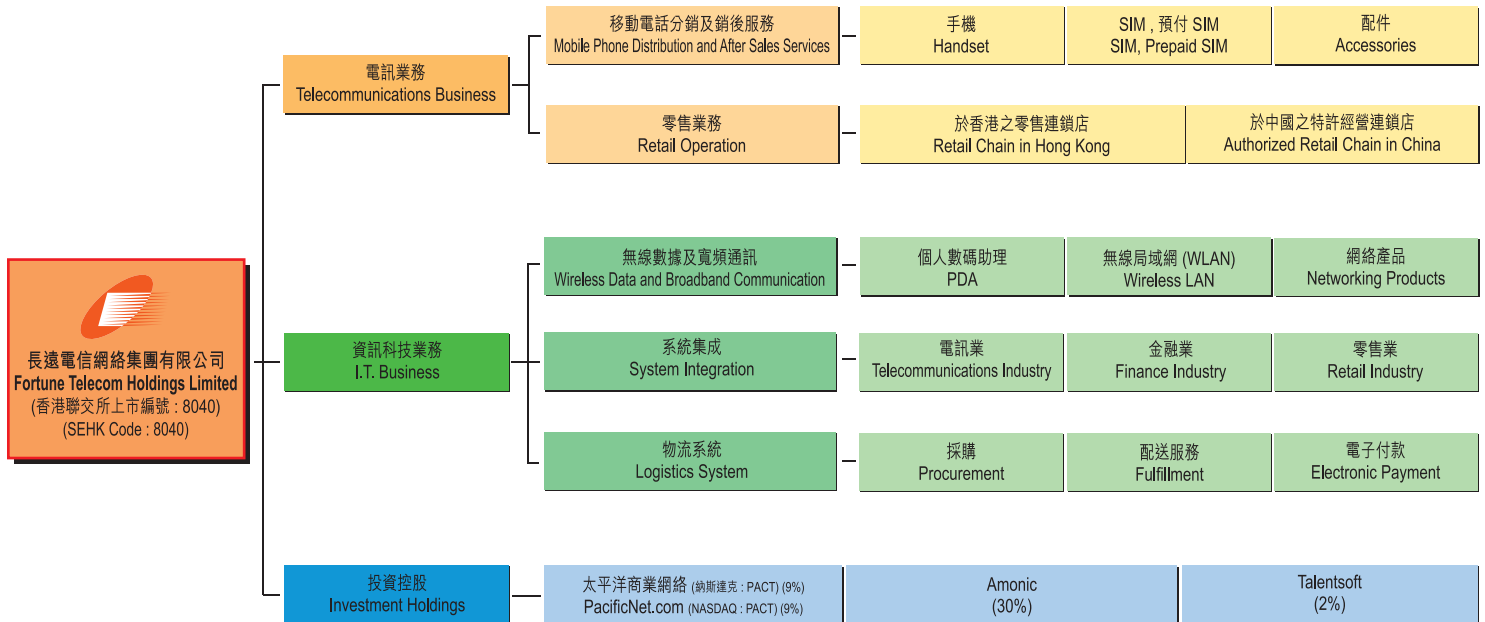 長遠電信網絡集團有限公司
Fortune Telecom Holdings Limited
(香港聯交所上市編號 : 8040)
(SEHK Code : 8040)
電訊業務
Telecommunications Business
移動電話分銷及銷後服務
Mobile Phone Distribution and After Sales Services
手機
Handset
SIM , 預付 SIM
SIM, Prepaid SIM
配件
Accessories
零售業務
Retail Operation
於香港之零售連鎖店
Retail Chain in Hong Kong
於中國之特許經營連鎖店
Authorized Retail Chain in China
資訊科技業務
I.T. Business
無線數據及寬頻通訊
Wireless Data and Broadband Communication
個人數碼助理
PDA
無線局域網 (WLAN)
Wireless LAN
網絡產品
Networking Products
系統集成
System Integration
電訊業
Telecommunications Industry
金融業
Finance Industry
零售業
Retail Industry
物流系統
Logistics System
採購
Procurement
配送服務
Fulfillment
電子付款
Electronic Payment
投資控股
Investment Holdings
太平洋商業網絡 (納斯達克 : PACT) (9%)
PacificNet.com (NASDAQ : PACT) (9%)
Amonic
(30%)
Talentsoft
(2%)